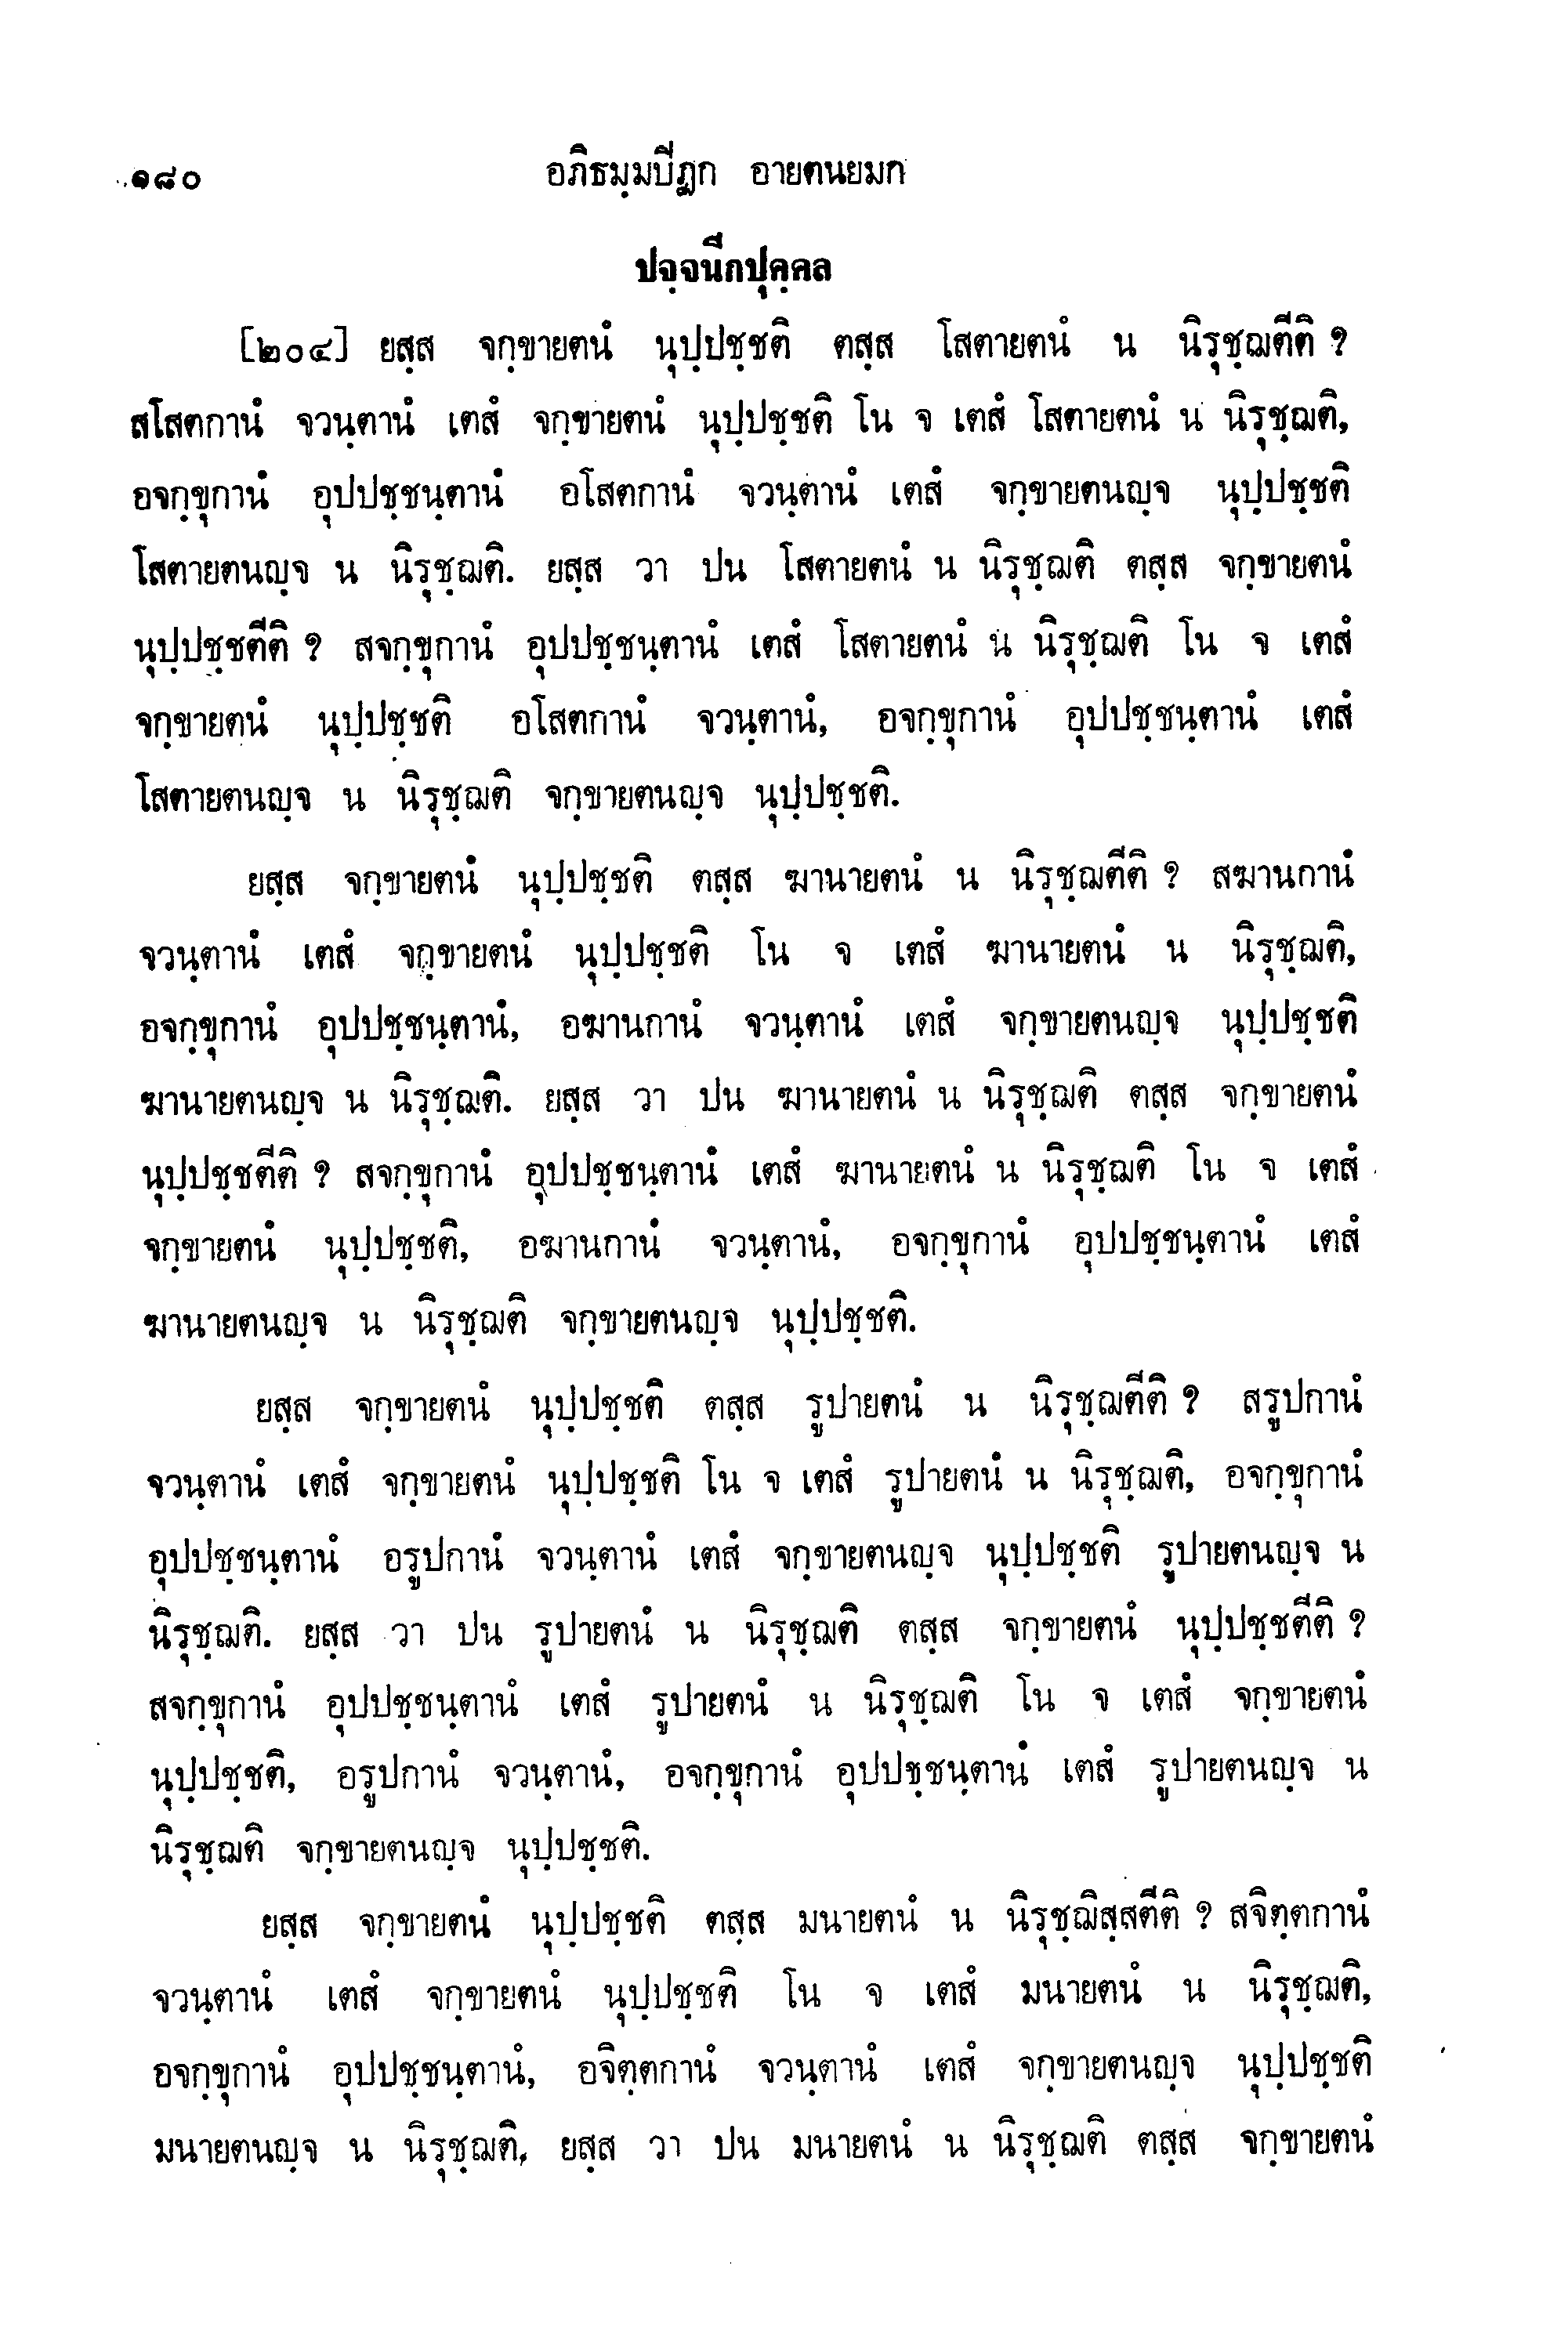 ๑๘๐ อภิธมฺมปีฏก อายตนยมก
ปจฺจนีกปุคฺคล
[๒๐๔] ยสฺส จกฺขายตนํ นุปฺปชฺชติ ตสฺส โสตายตนํ น นิรุชฺฌตีติ ?
สโสตกานํ จวนฺตานํ เตสํ จกฺขายตนํ นุปฺปชฺชติ โน จ เตสํ โสตายตนํ น นิรุชฺฌติ,
อจกฺขุกานํ อุปปชฺชนฺตานํ อโสตกานํ จวนฺตานํ เตสํ จกฺขายตนญฺจ นุปฺปชฺชติ
โสตายตนญฺจ น นิรุชฺฌติ. ยสฺส วา ปน โสตายตนํ น นิรุชฺฌติ ตสฺส จกฺขายตนํ
นุปฺปชฺชตีติ ? สจกฺขุกานํ อุปปชฺชนฺตานํ เตสํ โสตายตนํ น นิรุชฺฌติ โน จ เตสํ
จกฺขายตนํ นุปฺปชฺชติ อโสตกานํ จวนฺตานํ, อจกฺขุกานํ อุปปชฺชนฺตานํ เตสํ
โสตายตนญฺจ น นิรุชฺฌติ จกฺขายตนญฺจ นุปฺปชฺชติ.
ยสฺส จกฺขายตนํ นุปฺปชฺชติ ตสฺส ฆานายตนํ น นิรุชฺฌตีติ ? สฆานกานํ
จวนฺตานํ เตสํ จกฺขายตนํ นุปฺปชฺชติ โน จ เตสํ ฆานายตนํ น นิรุชฺฌติ,
อจกฺขุกานํ อุปปชฺชนฺตานํ, อฆานกานํ จวนฺตานํ เตสํ จกฺขายตนญฺจ นุปฺปชฺชติ
ฆานายตนญฺจ น นิรุชฺฌติ. ยสฺส วา ปน ฆานายตนํ น นิรุชฺฌติ ตสฺส จกฺขายตนํ
นุปฺปชฺชตีติ ? สจกฺขุกานํ อุปปชฺชนฺตานํ เตสํ ฆานายตนํ น นิรุชฺฌติ โน จ เตสํ
จกฺขายตนํ นุปฺปชฺชติ, อฆานกานํ จวนฺตานํ, อจกฺขุกานํ อุปปชฺชนฺตานํ เตสํ
ฆานายตนญฺจ น นิรุชฺฌติ จกฺขายตนญฺจ นุปฺปชฺชติ.
ยสฺส จกฺขายตนํ นุปฺปชฺชติ ตสฺส รูปายตนํ น นิรุชฺฌตีติ ? สรูปกานํ
จวนฺตานํ เตสํ จกฺขายตนํ นุปฺปชฺชติ โน จ เตสํ รูปายตนํ น นิรุชฺฌติ, อจกฺขุกานํ
อุปปชฺชนฺตานํ อรูปกานํ จวนฺตานํ เตสํ จกฺขายตนญฺจ นุปฺปชฺชติ รูปายตนญฺจ น
นิรุชฺฌติ. ยสฺส วา ปน รูปายตนํ น นิรุชฺฌติ ตสฺส จกฺขายตนํ นุปฺปชฺชตีติ ?
สจกฺขุกานํ อุปปชฺชนฺตานํ เตสํ รูปายตนํ น นิรุชฺฌติ โน จ เตสํ จกฺขายตนํ
นุปฺปชฺชติ, อรูปกานํ จวนฺตานํ, อจกฺขุกานํ อุปปชฺชนฺตานํ เตสํ รูปายตนญฺจ น
นิรุชฺฌติ จกฺขายตนญฺจ นุปฺปชฺชติ.
ยสฺส จกฺขายตนํ นุปฺปชฺชติ ตสฺส มนายตนํ น นิรุชฺฌิสฺสตีติ ? สจิตฺตกานํ
จวนฺตานํ เตสํ จกฺขายตนํ นุปฺปชฺชติ โน จ เตสํ มนายตนํ น นิรุชฺฌติ,
อจกฺขุกานํ อุปปชฺชนฺตานํ, อจิตฺตกานํ จวนฺตานํ เตสํ จกฺขายตนญฺจ นุปฺปชฺชติ
มนายตนญฺจ น นิรุชฺฌติ, ยสฺส วา ปน มนายตนํ น นิรุชฺฌติ ตสฺส จกฺขายตนํ